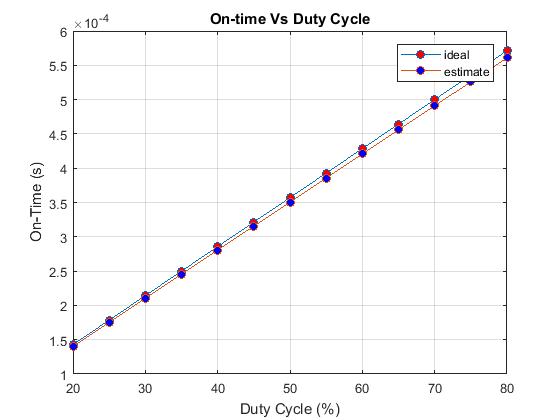 On-time Vs Duty Cycle
×10⁻⁴
6
5.5
5
4.5
4
3.5
3
2.5
2
1.5
1
On-Time (s)
ideal
estimate
20 30 40 50 60 70 80
Duty Cycle (%)